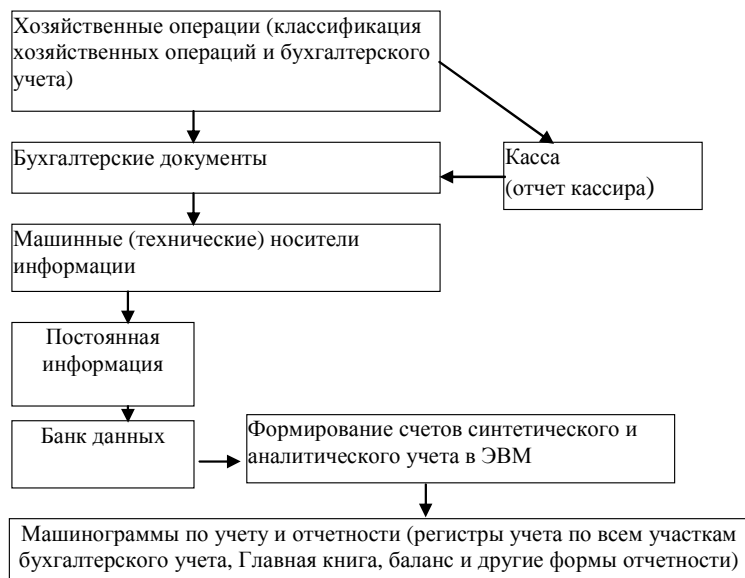 Хозяйственные операции (классификация
хозяйственных операций и бухгалтерского
учета)
Бухгалтерские документы
Касса
(отчет кассира)
Машинные (технические) носители
информации
Постоянная
информация
Банк данных
Формирование счетов синтетического и
аналитического учета в ЭВМ
Машинограммы по учету и отчетности (регистры учета по всем участкам
бухгалтерского учета, Главная книга, баланс и другие формы отчетности)